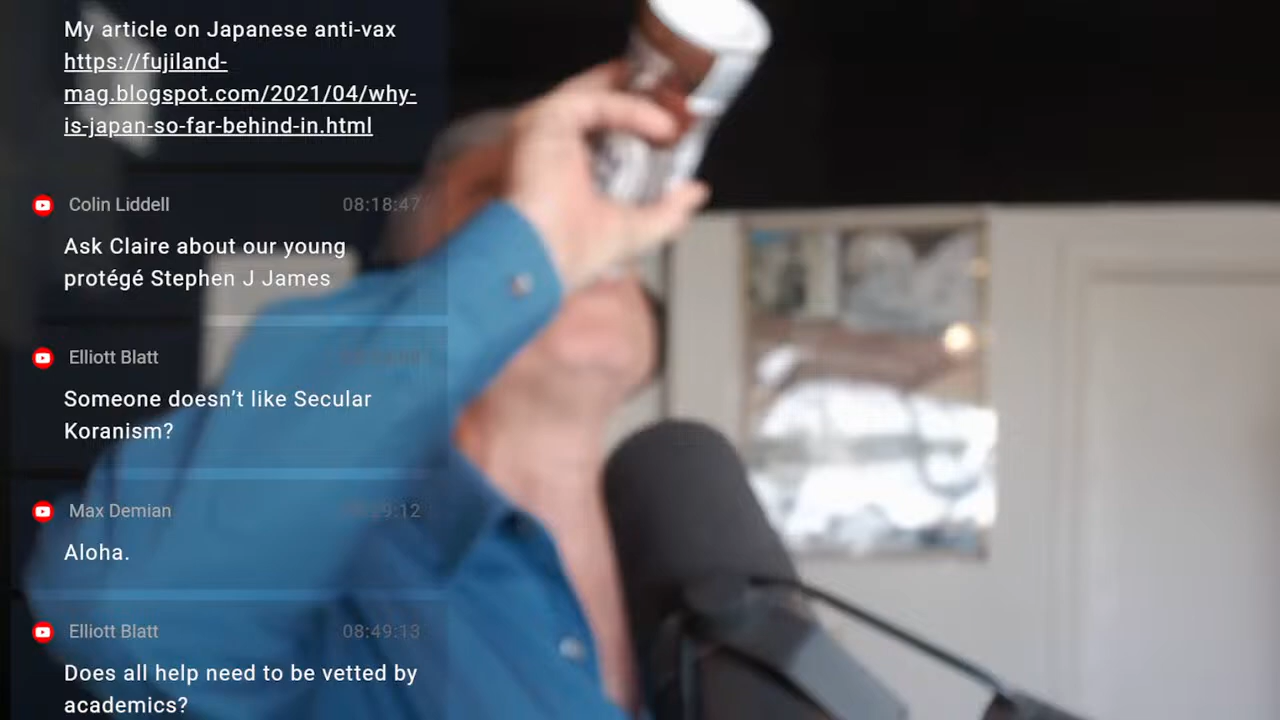 My article on Japanese anti-vax
https://fujiland-
mag.blogspot.com/2021/04/why-
is-japan-so-far-behind-in.html
Colin Liddell 08:18:47
Ask Claire about our young
protégé Stephen J James
Elliott Blatt
Someone doesn’t like Secular
Koranism?
Max Demian
Aloha.
Elliott Blatt 08:49:13
Does all help need to be vetted by
academics?